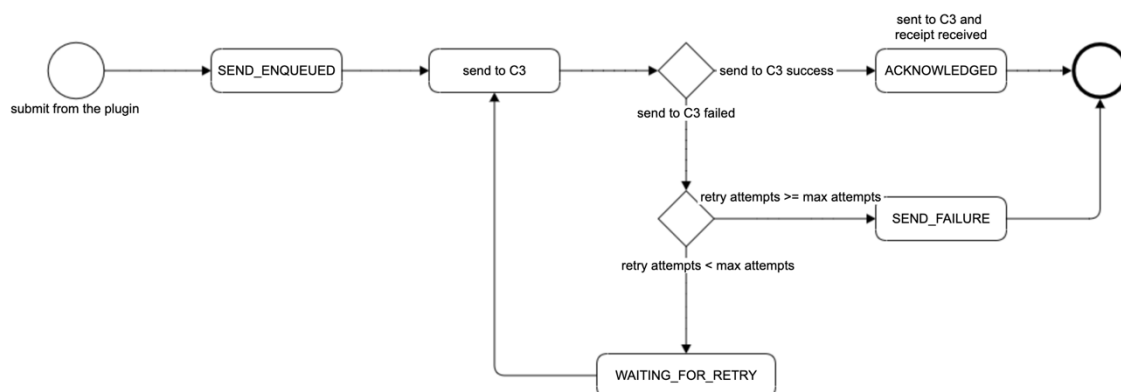 sent to C3 and
receipt received
SEND_ENQUEUED
send to C3
send to C3 success
ACKNOWLEDGED
submit from the plugin
send to C3 failed
retry attempts >= max attempts
SEND_FAILURE
retry attempts < max attempts
WAITING_FOR_RETRY